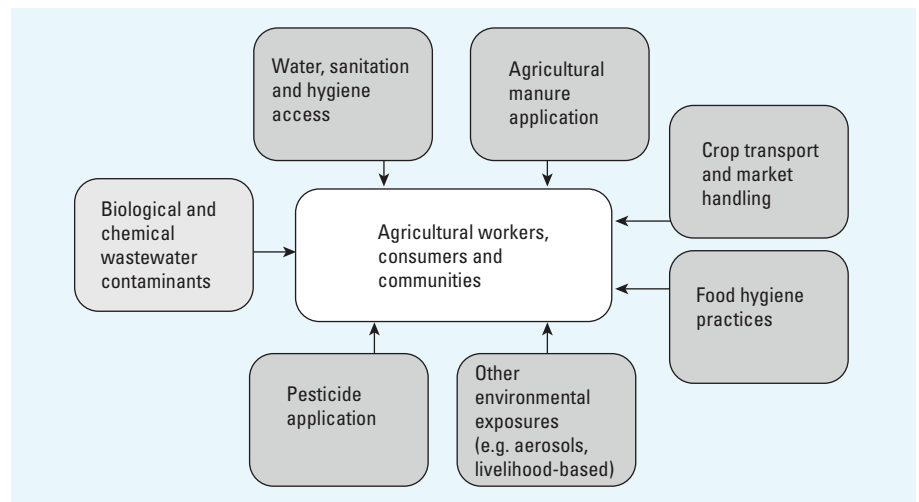 Water, sanitation
and hygiene
access
Agricultural
manure
application
Crop transport
and market
handling
Biological and
chemical
wastewater
contaminants
Agricultural workers,
consumers and
communities
Food hygiene
practices
Pesticide
application
Other
environmental
exposures
(e.g. aerosols,
livelihood-based)